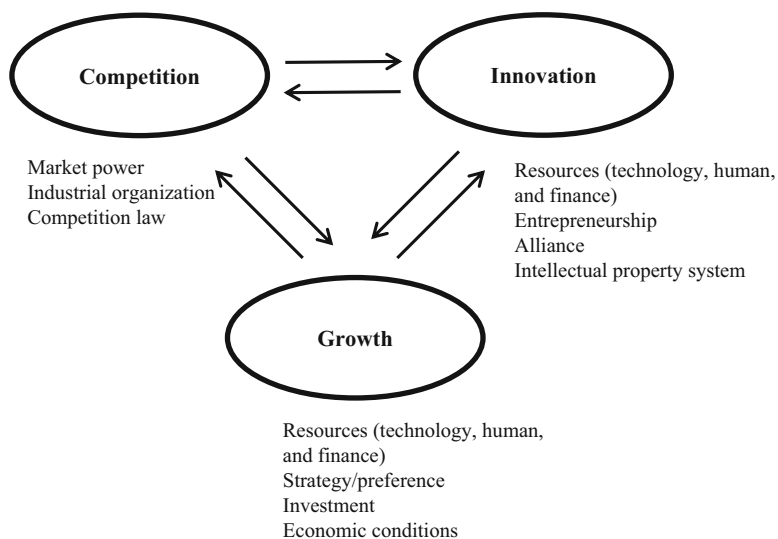 Competition
Innovation
Market power
Industrial organization
Competition law
Resources (technology, human,
and finance)
Entrepreneurship
Alliance
Intellectual property system
Growth
Resources (technology, human,
and finance)
Strategy/preference
Investment
Economic conditions